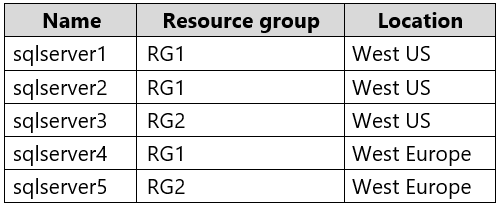 Name Resource group Location
sqlserver1 RG1 West US
sqlserver2 RG1 West US
sqlserver3 RG2 West US
sqlserver4 RG1 West Europe
sqlserver5 RG2 West Europe